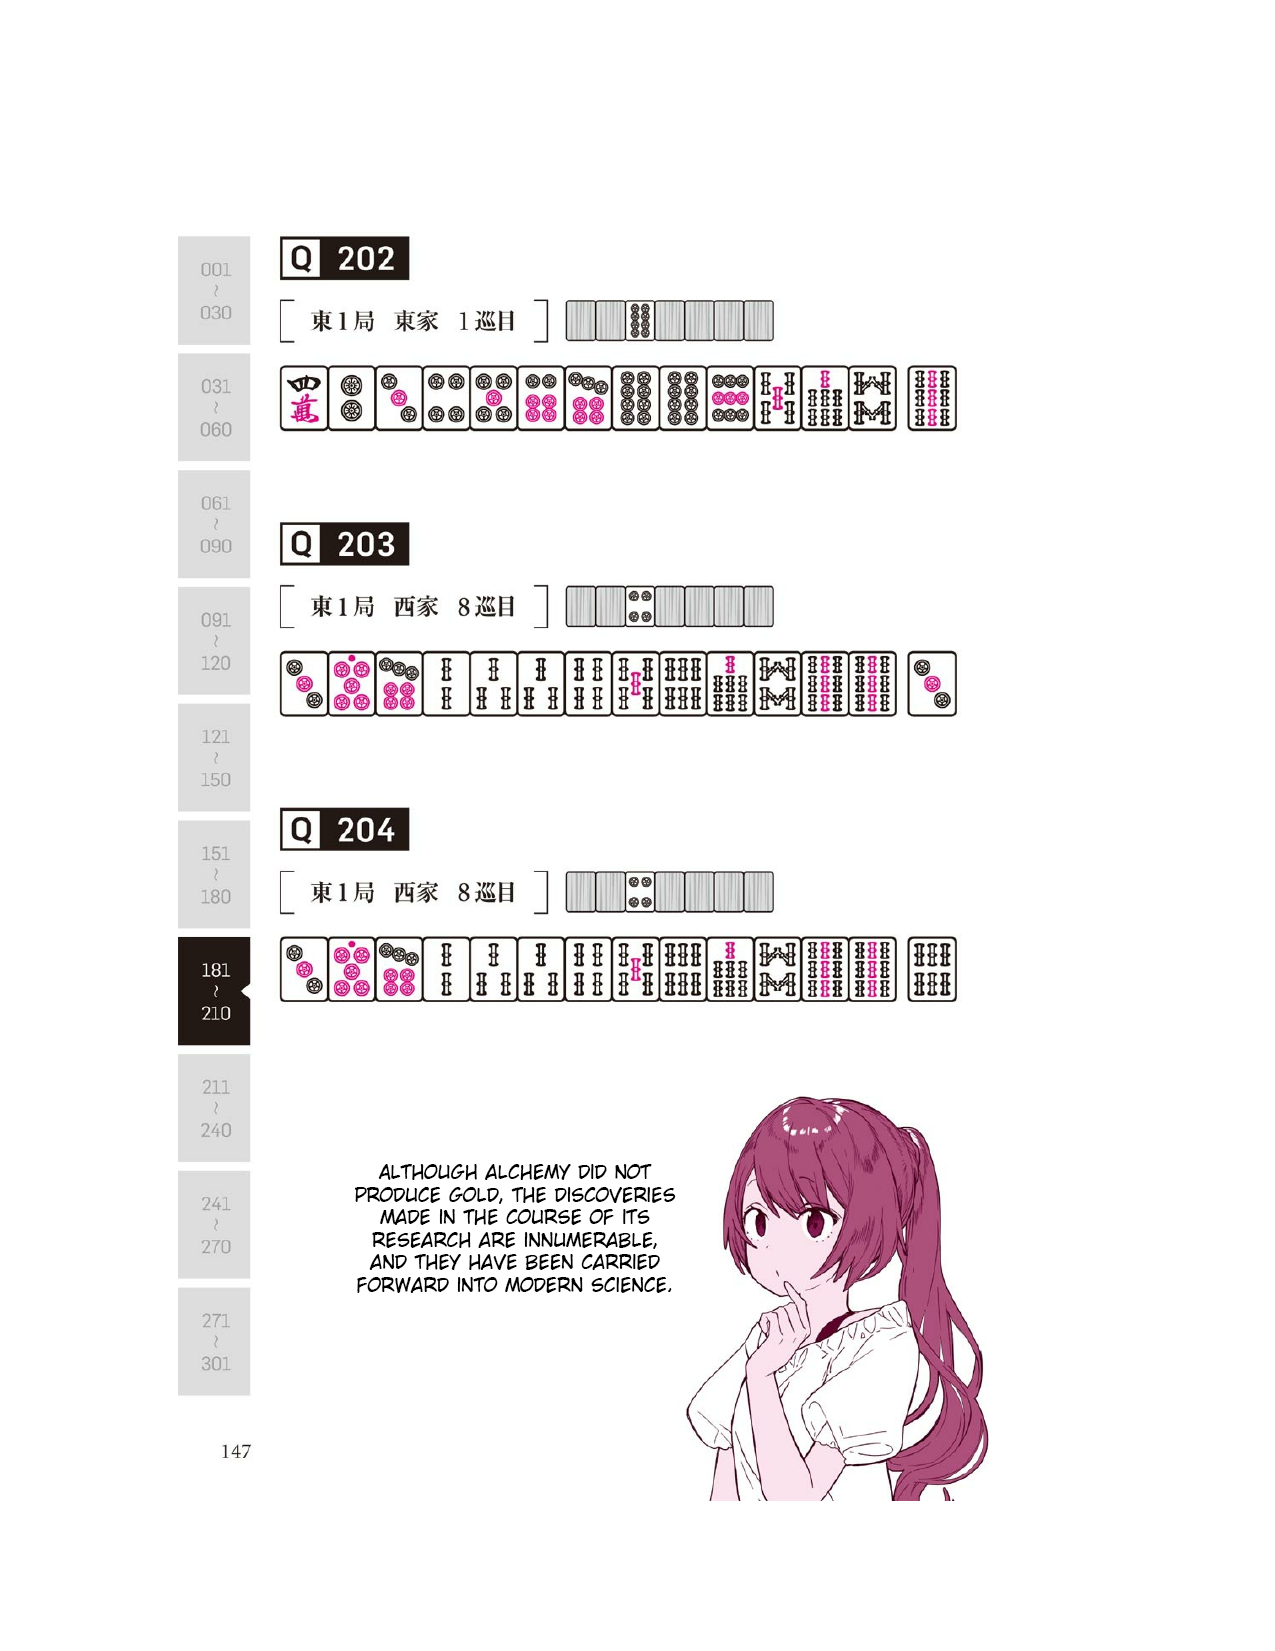 001
~
030
031
~
060
061
~
090
091
~
120
121
~
150
151
~
180
181
~
210
211
~
240
241
~
270
271
~
301
Q 202
[ 東1局 東家 1巡目 ]
四萬
Q 203
[ 東1局 西家 8巡目 ]
Q 204
[ 東1局 西家 8巡目 ]
ALTHOUGH ALCHEMY DID NOT
PRODUCE GOLD, THE DISCOVERIES
MADE IN THE COURSE OF ITS
RESEARCH ARE INNUMERABLE,
AND THEY HAVE BEEN CARRIED
FORWARD INTO MODERN SCIENCE.
147